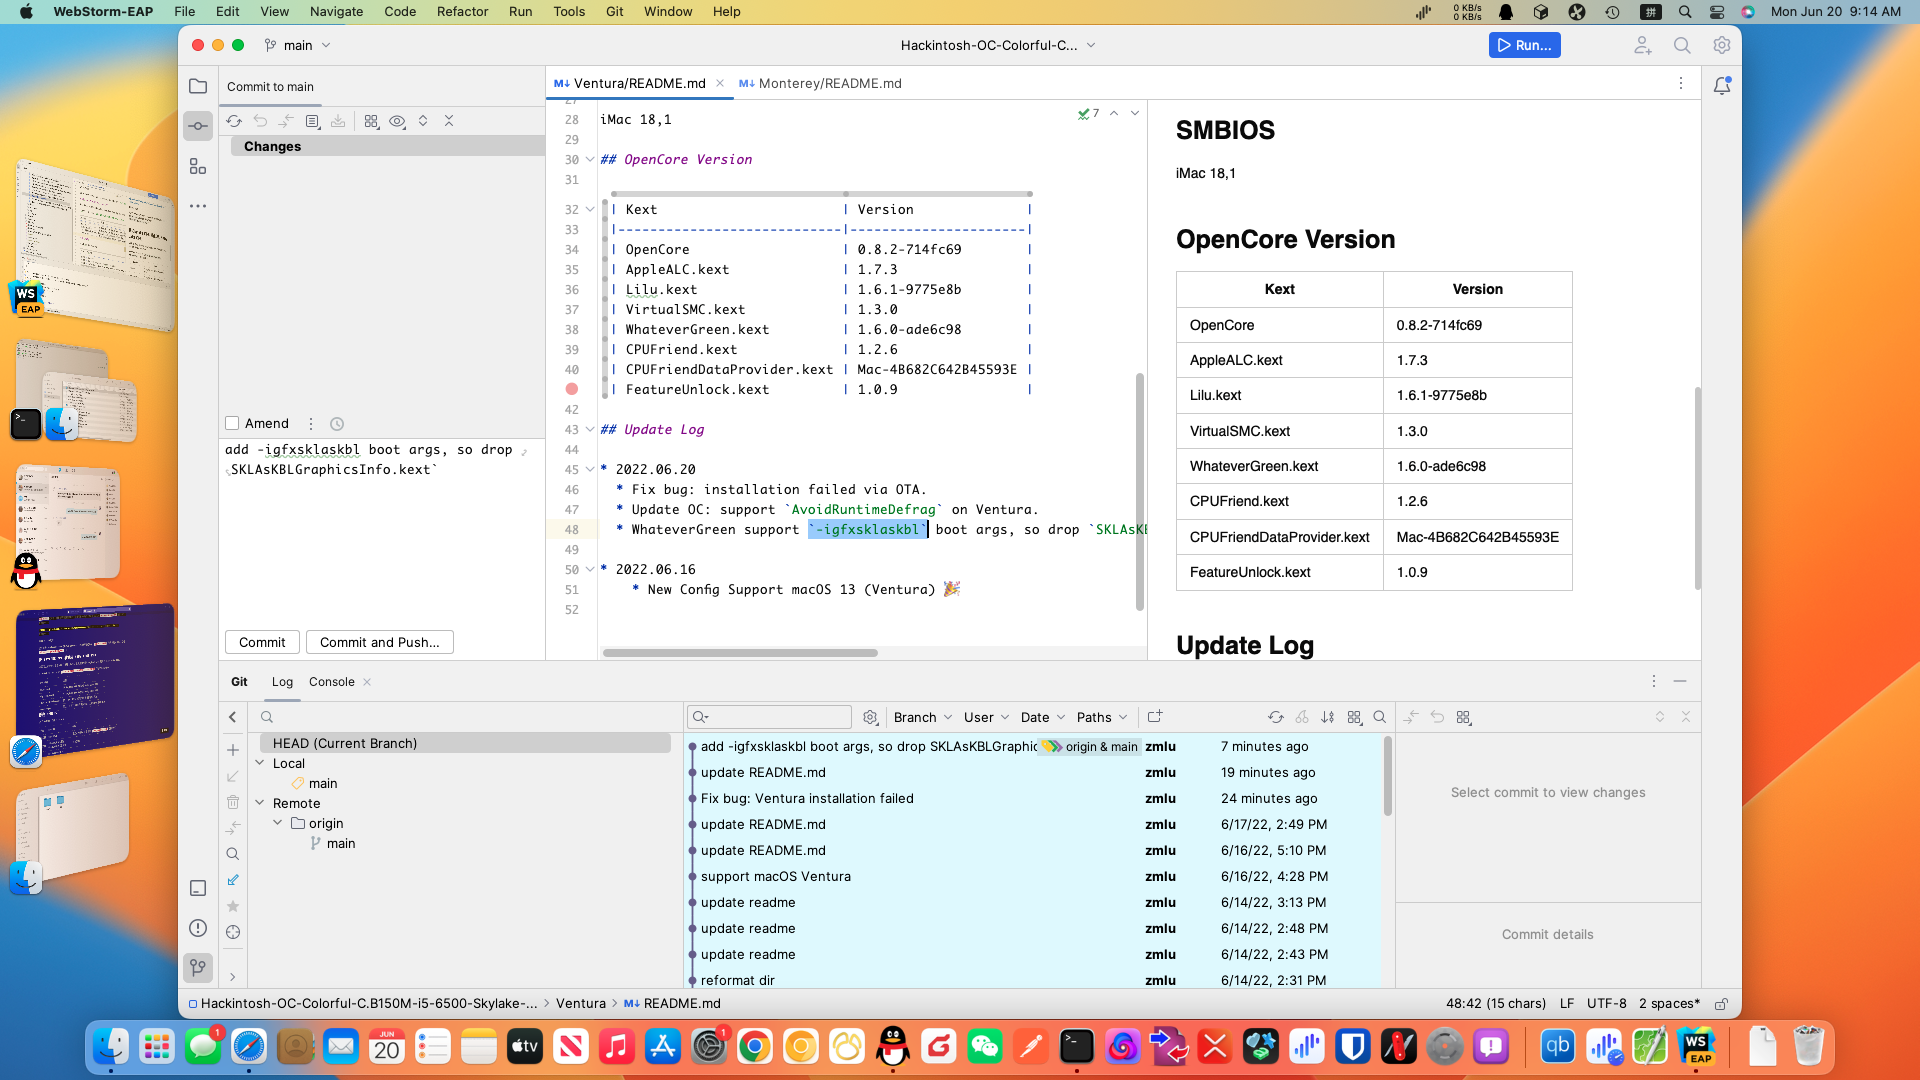 WebStorm-EAP File Edit View Navigate Code Refactor Run Tools Git Window Help
0 KB/s
0 KB/s
拼
Mon Jun 20 9:14 AM
main
Hackintosh-OC-Colorful-C...
Run...
Commit to main
Ventura/README.md
Monterey/README.md
Changes
7
27
28 iMac 18,1
29
30 ## OpenCore Version
31
32 | Kext | Version |
33 |----------------------------|----------------------|
34 | OpenCore | 0.8.2-714fc69 |
35 | AppleALC.kext | 1.7.3 |
36 | Lilu.kext | 1.6.1-9775e8b |
37 | VirtualSMC.kext | 1.3.0 |
38 | WhateverGreen.kext | 1.6.0-ade6c98 |
39 | CPUFriend.kext | 1.2.6 |
40 | CPUFriendDataProvider.kext | Mac-4B682C642B45593E |
| FeatureUnlock.kext | 1.0.9 |
42
43 ## Update Log
44
45 * 2022.06.20
46 * Fix bug: installation failed via OTA.
47 * Update OC: support `AvoidRuntimeDefrag` on Ventura.
48 * WhateverGreen support `-igfxsklaskbl` boot args, so drop `SKLAsKB
49
50 * 2022.06.16
51 * New Config Support macOS 13 (Ventura) 🎉
52
SMBIOS
iMac 18,1
OpenCore Version
Kext Version
OpenCore 0.8.2-714fc69
AppleALC.kext 1.7.3
Lilu.kext 1.6.1-9775e8b
VirtualSMC.kext 1.3.0
WhateverGreen.kext 1.6.0-ade6c98
CPUFriend.kext 1.2.6
CPUFriendDataProvider.kext Mac-4B682C642B45593E
FeatureUnlock.kext 1.0.9
Update Log
Amend
add -igfxsklaskbl boot args, so drop
SKLAsKBLGraphicsInfo.kext`
Commit
Commit and Push...
Git Log Console
HEAD (Current Branch)
Local
main
Remote
origin
main
Branch User Date Paths
add -igfxsklaskbl boot args, so drop SKLAsKBLGraphic origin & main zmlu 7 minutes ago
update README.md zmlu 19 minutes ago
Fix bug: Ventura installation failed zmlu 24 minutes ago
update README.md zmlu 6/17/22, 2:49 PM
update README.md zmlu 6/16/22, 5:10 PM
support macOS Ventura zmlu 6/16/22, 4:28 PM
update readme zmlu 6/14/22, 3:13 PM
update readme zmlu 6/14/22, 2:48 PM
update readme zmlu 6/14/22, 2:43 PM
reformat dir zmlu 6/14/22, 2:31 PM
Select commit to view changes
Commit details
Hackintosh-OC-Colorful-C.B150M-i5-6500-Skylake-... Ventura README.md
48:42 (15 chars) LF UTF-8 2 spaces*
WS
EAP
1
JUN
20
tv
1
qb
WS
EAP